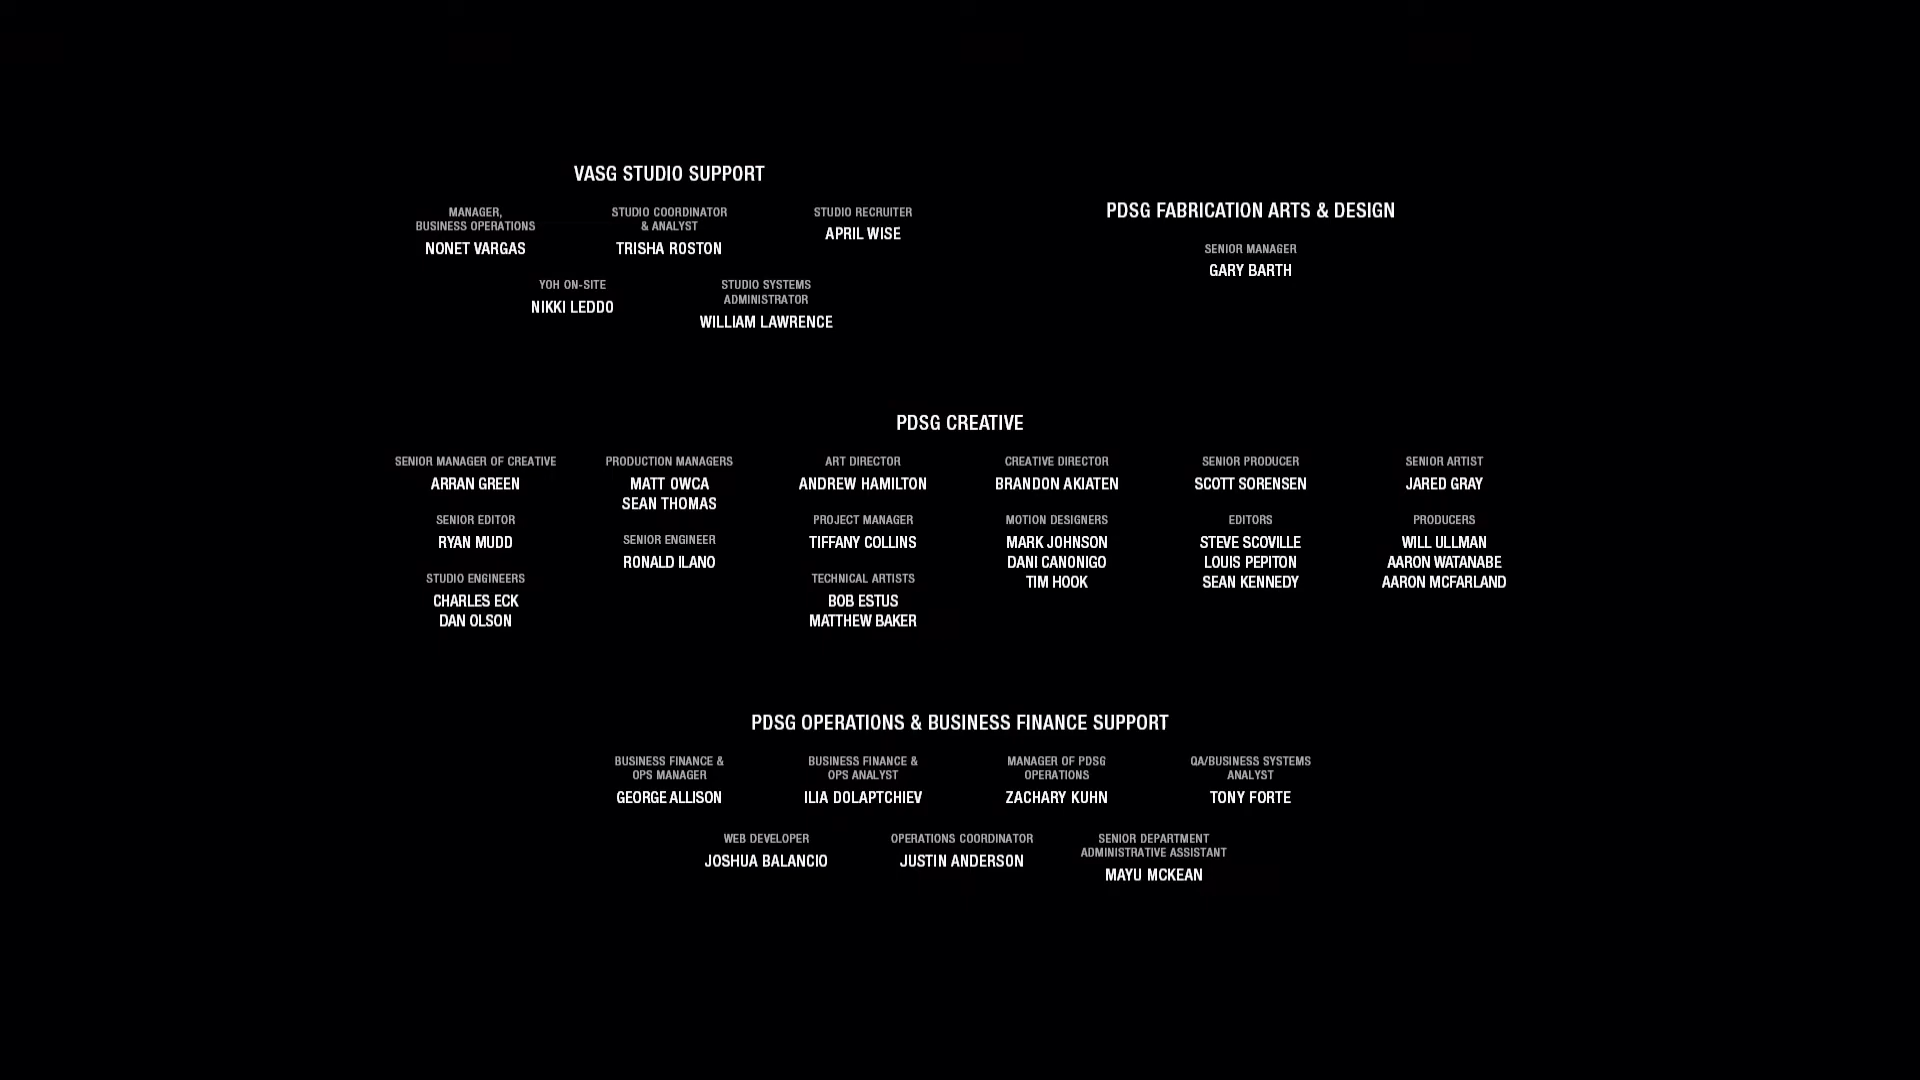 VASG STUDIO SUPPORT
MANAGER,
BUSINESS OPERATIONS
NONET VARGAS
STUDIO COORDINATOR
& ANALYST
TRISHA ROSTON
STUDIO RECRUITER
APRIL WISE
YOH ON-SITE
NIKKI LEDDO
STUDIO SYSTEMS
ADMINISTRATOR
WILLIAM LAWRENCE
PDSG FABRICATION ARTS & DESIGN
SENIOR MANAGER
GARY BARTH
PDSG CREATIVE
SENIOR MANAGER OF CREATIVE
ARRAN GREEN
SENIOR EDITOR
RYAN MUDD
STUDIO ENGINEERS
CHARLES ECK
DAN OLSON
PRODUCTION MANAGERS
MATT OWCA
SEAN THOMAS
SENIOR ENGINEER
RONALD ILANO
ART DIRECTOR
ANDREW HAMILTON
PROJECT MANAGER
TIFFANY COLLINS
TECHNICAL ARTISTS
BOB ESTUS
MATTHEW BAKER
CREATIVE DIRECTOR
BRANDON AKIATEN
MOTION DESIGNERS
MARK JOHNSON
DANI CANONIGO
TIM HOOK
SENIOR PRODUCER
SCOTT SORENSEN
EDITORS
STEVE SCOVILLE
LOUIS PEPITON
SEAN KENNEDY
SENIOR ARTIST
JARED GRAY
PRODUCERS
WILL ULLMAN
AARON WATANABE
AARON MCFARLAND
PDSG OPERATIONS & BUSINESS FINANCE SUPPORT
BUSINESS FINANCE &
OPS MANAGER
GEORGE ALLISON
BUSINESS FINANCE &
OPS ANALYST
ILIA DOLAPTCHIEV
MANAGER OF PDSG
OPERATIONS
ZACHARY KUHN
QA/BUSINESS SYSTEMS
ANALYST
TONY FORTE
WEB DEVELOPER
JOSHUA BALANCIO
OPERATIONS COORDINATOR
JUSTIN ANDERSON
SENIOR DEPARTMENT
ADMINISTRATIVE ASSISTANT
MAYU MCKEAN